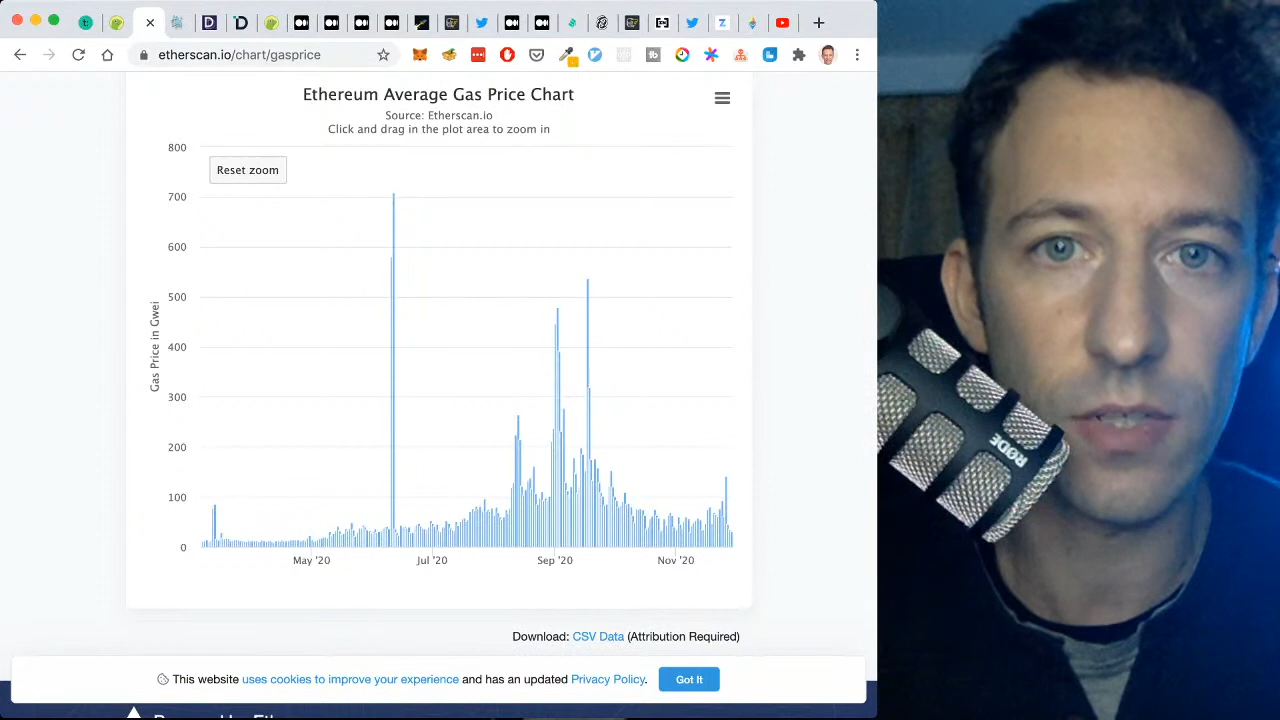 etherscan.io/chart/gasprice
Ethereum Average Gas Price Chart
Source: Etherscan.io
Click and drag in the plot area to zoom in
Reset zoom
800
700
600
500
400
300
200
100
0
Gas Price in Gwei
May '20
Jul '20
Sep '20
Nov '20
Download: CSV Data (Attribution Required)
This website uses cookies to improve your experience and has an updated Privacy Policy.
Got It
RØDE